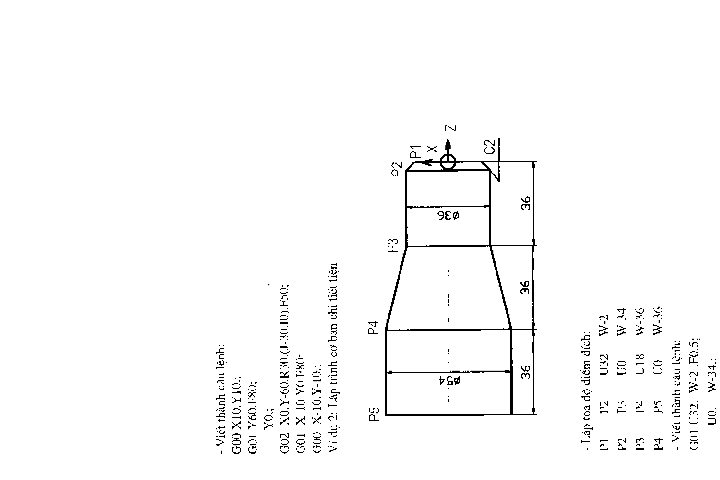 - Viết thành câu lệnh:
G00 X10.Y10.;
G01 Y60.F80;
Y0.;
G02 X0.Y-60.R30.(J-30.I0).F50;
G01 X-10.Y0.F80;
G00 X-10.Y-10.;
Ví dụ 2: Lập trình cơ bản chi tiết tiện
P5 P4 P3 P2 P1
X Z
C2
ø54 ø36
36 36 36
- Lập toạ độ điểm đích:
P1 P2 U32 W-2
P2 P3 U0 W-34
P3 P4 U18 W-36
P4 P5 U0 W-36
- Viết thành câu lệnh:
G01 U32. W-2. F0.5;
U0. W-34.;